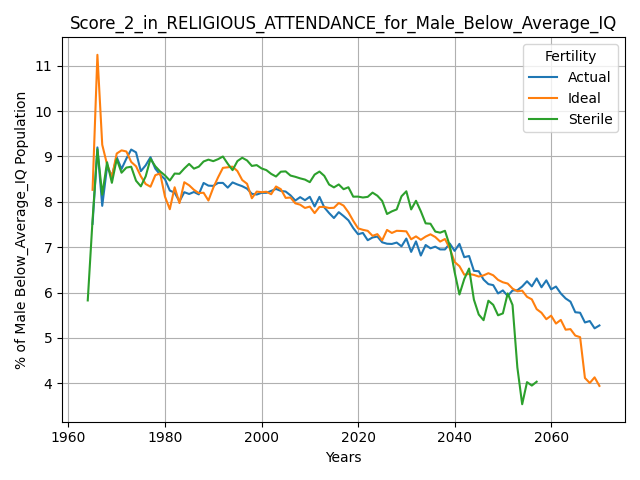 Score_2_in_RELIGIOUS_ATTENDANCE_for_Male_Below_Average_IQ
% of Male Below_Average_IQ Population
11
10
9
8
7
6
5
4
Fertility
Actual
Ideal
Sterile
1960 1980 2000 2020 2040 2060
Years